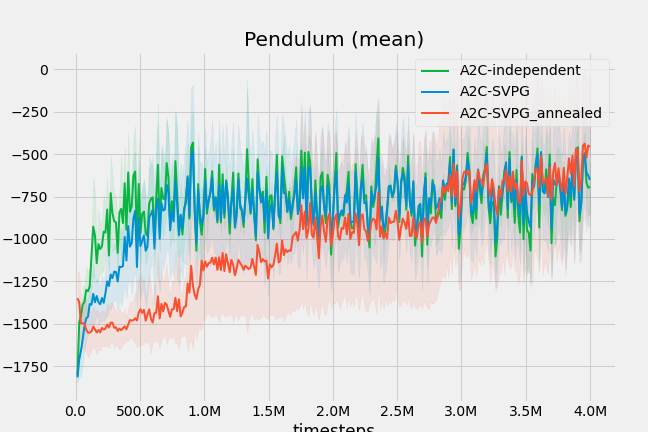 Pendulum (mean)
A2C-independent
A2C-SVPG
A2C-SVPG_annealed
0
−250
−500
−750
−1000
−1250
−1500
−1750
0.0 500.0K 1.0M 1.5M 2.0M 2.5M 3.0M 3.5M 4.0M
timesteps